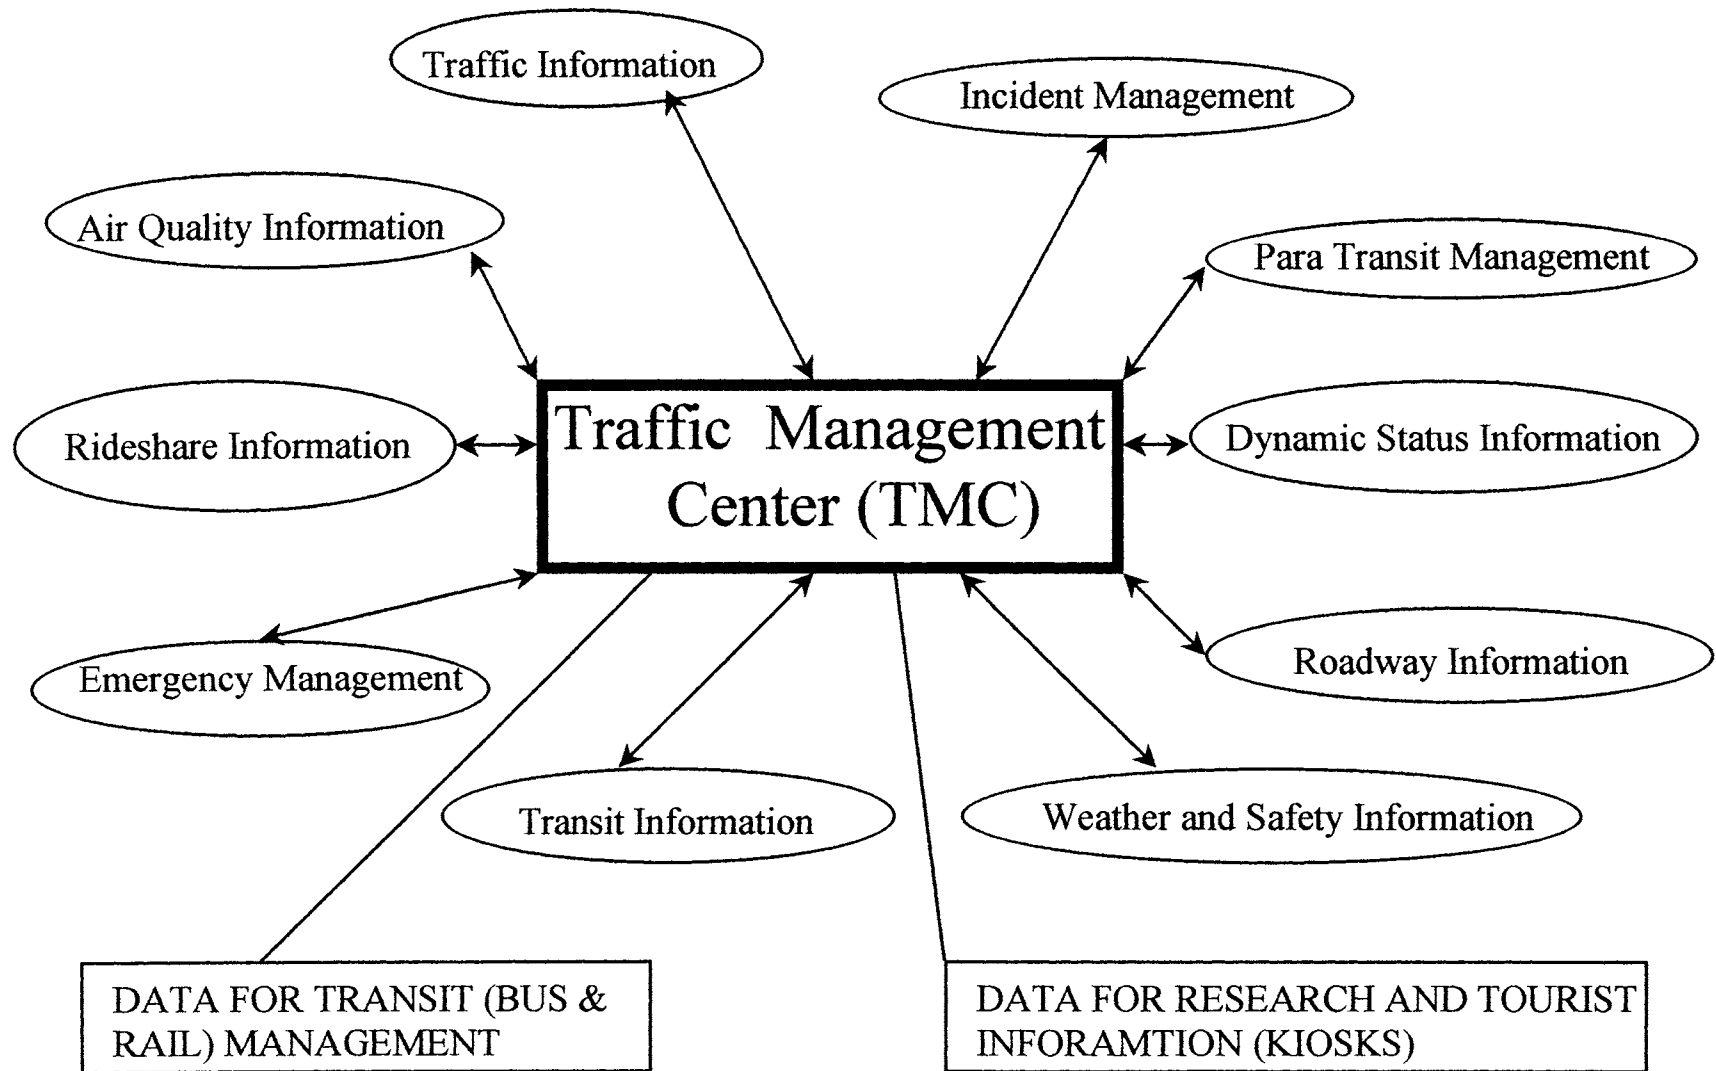 Traffic Information
Incident Management
Air Quality Information
Para Transit Management
Traffic Management
Center (TMC)
Rideshare Information
Dynamic Status Information
Emergency Management
Roadway Information
Transit Information
Weather and Safety Information
DATA FOR TRANSIT (BUS &
RAIL) MANAGEMENT
DATA FOR RESEARCH AND TOURIST
INFORAMTION (KIOSKS)